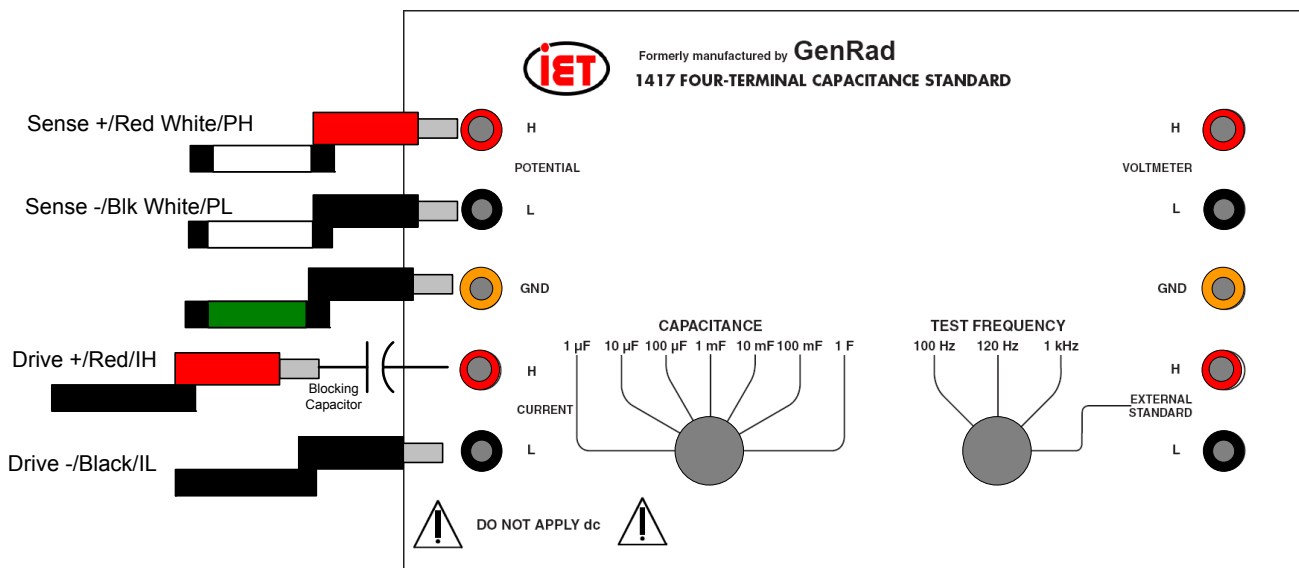 iET
Formerly manufactured by GenRad
1417 FOUR-TERMINAL CAPACITANCE STANDARD
Sense +/Red White/PH
H
H
POTENTIAL
VOLTMETER
Sense -/Blk White/PL
L
L
GND
GND
CAPACITANCE
TEST FREQUENCY
1 µF 10 µF 100 µF 1 mF 10 mF 100 mF 1 F
100 Hz 120 Hz 1 kHz
Drive +/Red/IH
Blocking
Capacitor
H
H
CURRENT
EXTERNAL
STANDARD
Drive -/Black/IL
L
L
! DO NOT APPLY dc !